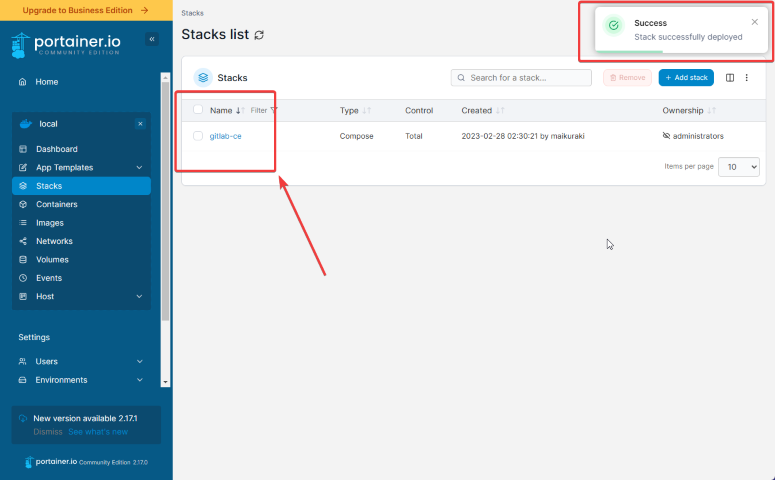 Upgrade to Business Edition →
portainer.io
COMMUNITY EDITION
Home
local
Dashboard
App Templates
Stacks
Containers
Images
Networks
Volumes
Events
Host
Settings
Users
Environments
New version available 2.17.1
Dismiss See what's new
portainer.io Community Edition 2.17.0
Stacks
Stacks list
Success
Stack successfully deployed
Stacks
Search for a stack...
Remove
+ Add stack
Name Filter Type Control Created Ownership
gitlab-ce Compose Total 2023-02-28 02:30:21 by maikuraki administrators
Items per page 10